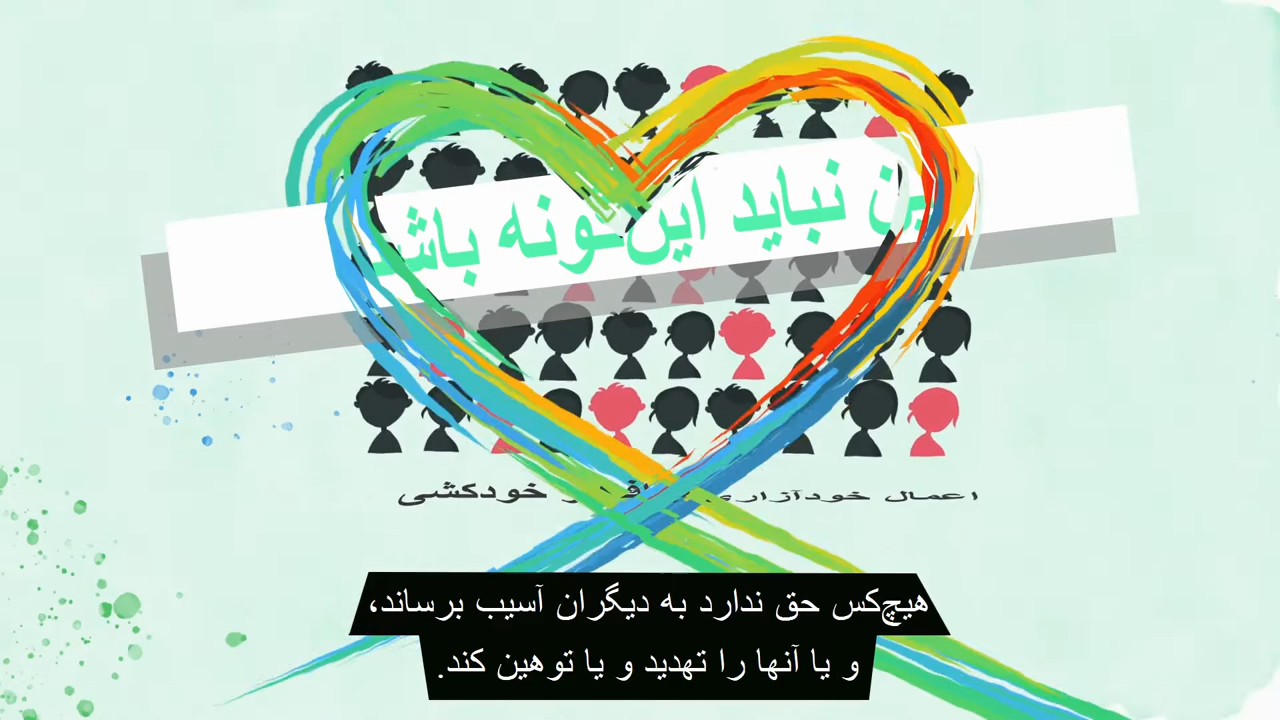 نباید این‌گونه
اعمال خودآزاری
خودکشی
هیچ‌کس حق ندارد به دیگران آسیب برساند،
و یا آنها را تهدید و یا توهین کند.